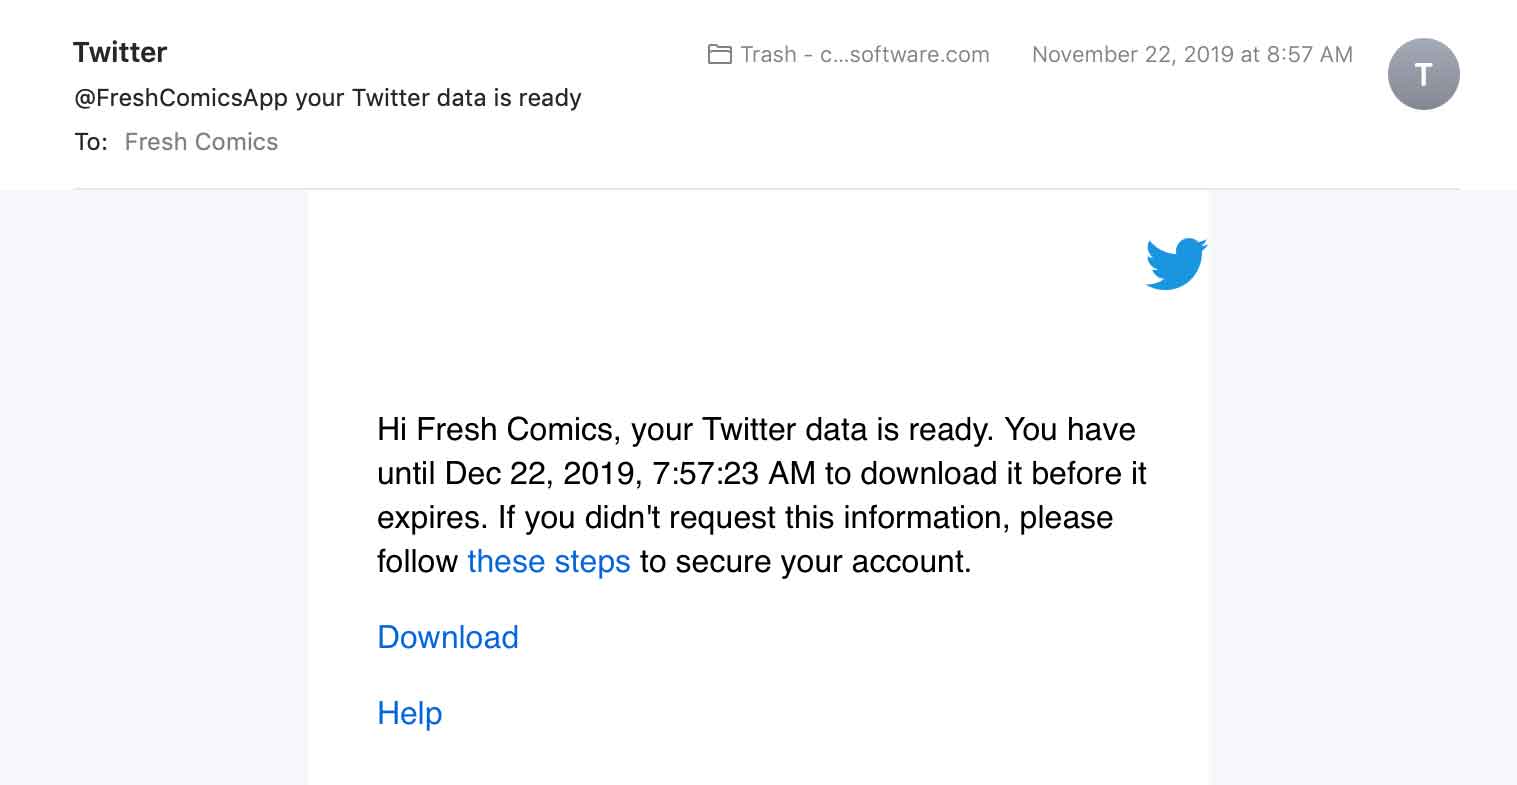 Twitter
Trash - c...software.com
November 22, 2019 at 8:57 AM
T
@FreshComicsApp your Twitter data is ready
To: Fresh Comics
Hi Fresh Comics, your Twitter data is ready. You have
until Dec 22, 2019, 7:57:23 AM to download it before it
expires. If you didn't request this information, please
follow these steps to secure your account.
Download
Help